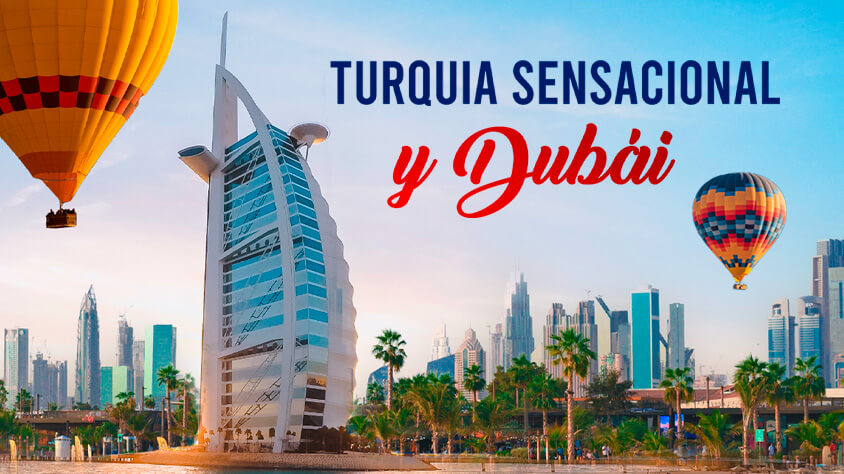 TURQUIA SENSACIONAL
y Dubái